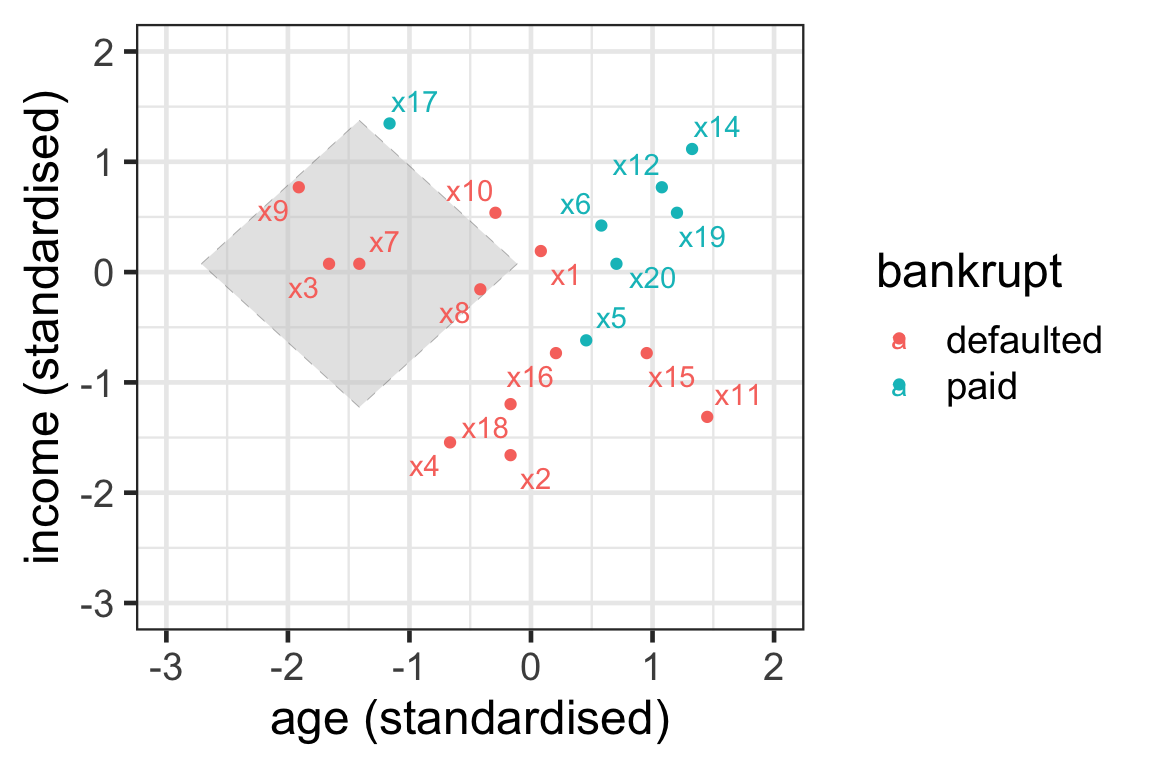 2
1
0
-1
-2
-3
income (standardised)
-3
-2
-1
0
1
2
age (standardised)
x17
x14
x12
x10
x9
x6
x19
x7
x1
x3
x20
x8
x5
x16
x15
x11
x18
x4
x2
bankrupt
a defaulted
a paid